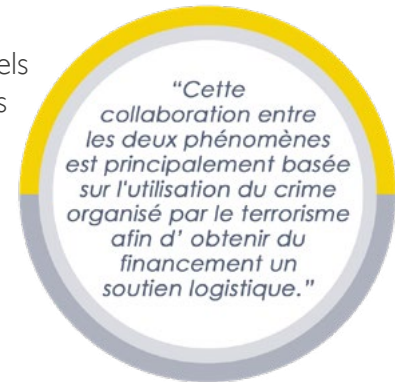 els
s
“Cette
collaboration entre
les deux phénomènes
est principalement basée
sur l'utilisation du crime
organisé par le terrorisme
afin d’ obtenir du
financement un
soutien logistique.”